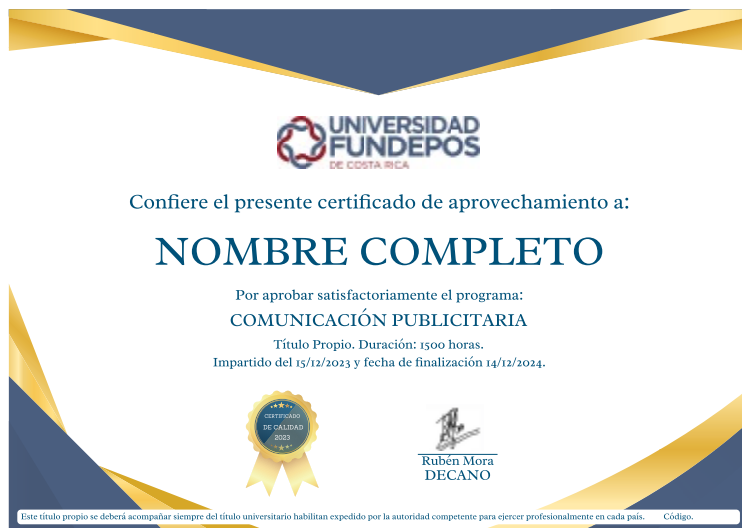 UNIVERSIDAD
FUNDEPOS
DE COSTA RICA
Confiere el presente certificado de aprovechamiento a:
NOMBRE COMPLETO
Por aprobar satisfactoriamente el programa:
COMUNICACIÓN PUBLICITARIA
Título Propio. Duración: 1500 horas.
Impartido del 15/12/2023 y fecha de finalización 14/12/2024.
CERTIFICADO
DE CALIDAD
2023
Rubén Mora
DECANO
Este título propio se deberá acompañar siempre del título universitario habilitan expedido por la autoridad competente para ejercer profesionalmente en cada país. Código.